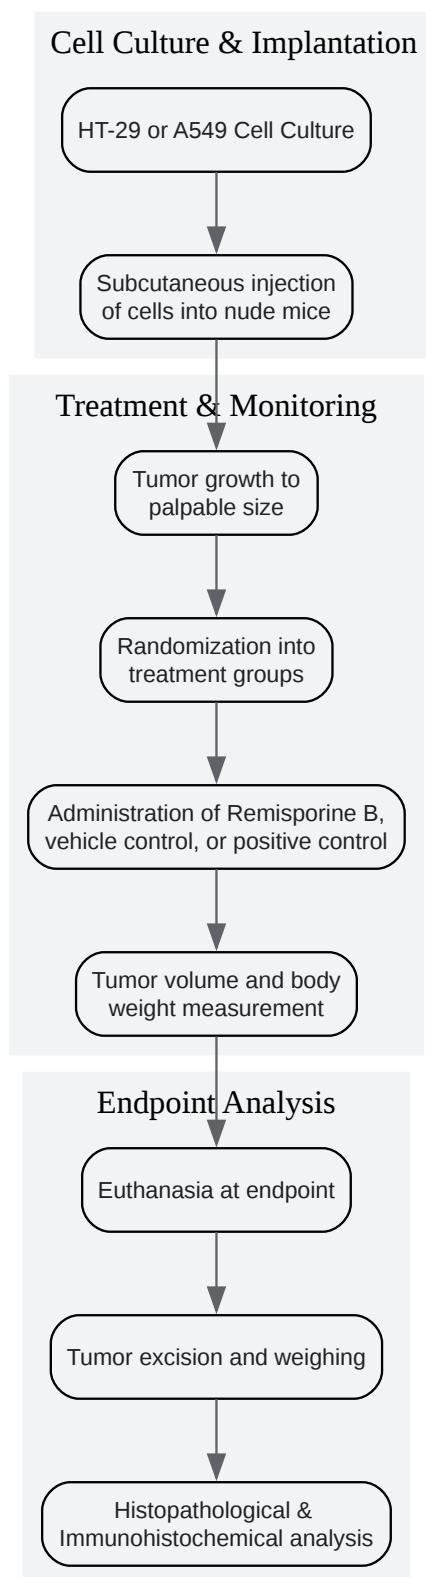 Cell Culture & Implantation
HT-29 or A549 Cell Culture
Subcutaneous injection
of cells into nude mice
Treatment & Monitoring
Tumor growth to
palpable size
Randomization into
treatment groups
Administration of Remisporine B,
vehicle control, or positive control
Tumor volume and body
weight measurement
Endpoint Analysis
Euthanasia at endpoint
Tumor excision and weighing
Histopathological &
Immunohistochemical analysis